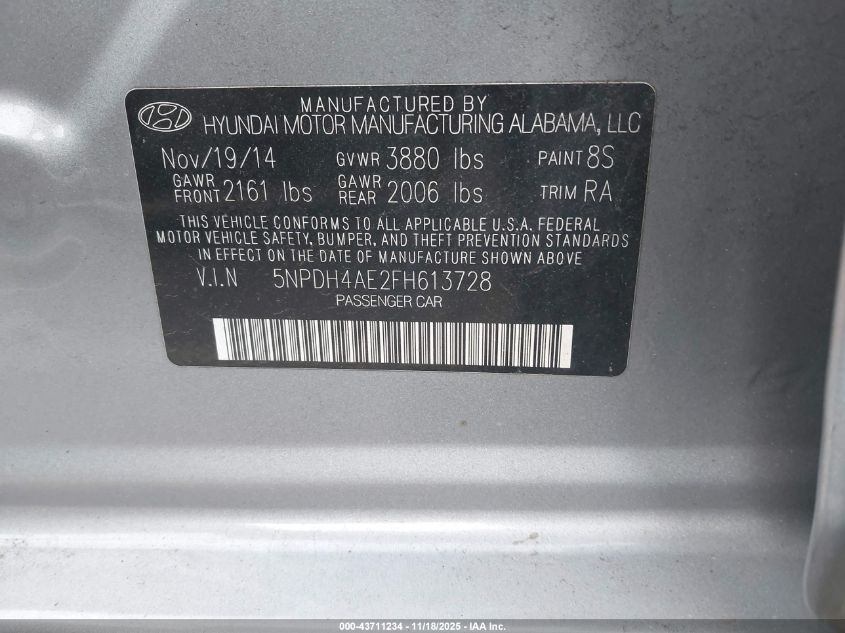 MANUFACTURED BY
HYUNDAI MOTOR MANUFACTURING ALABAMA, LLC
Nov/19/14 GVWR 3880 lbs PAINT 8S
GAWR FRONT 2161 lbs GAWR REAR 2006 lbs TRIM RA
THIS VEHICLE CONFORMS TO ALL APPLICABLE U.S.A. FEDERAL
MOTOR VEHICLE SAFETY, BUMPER, AND THEFT PREVENTION STANDARDS
IN EFFECT ON THE DATE OF MANUFACTURE SHOWN ABOVE
V.I.N 5NPDH4AE2FH613728
PASSENGER CAR
000-43711234 - 11/18/2025 - IAA Inc.